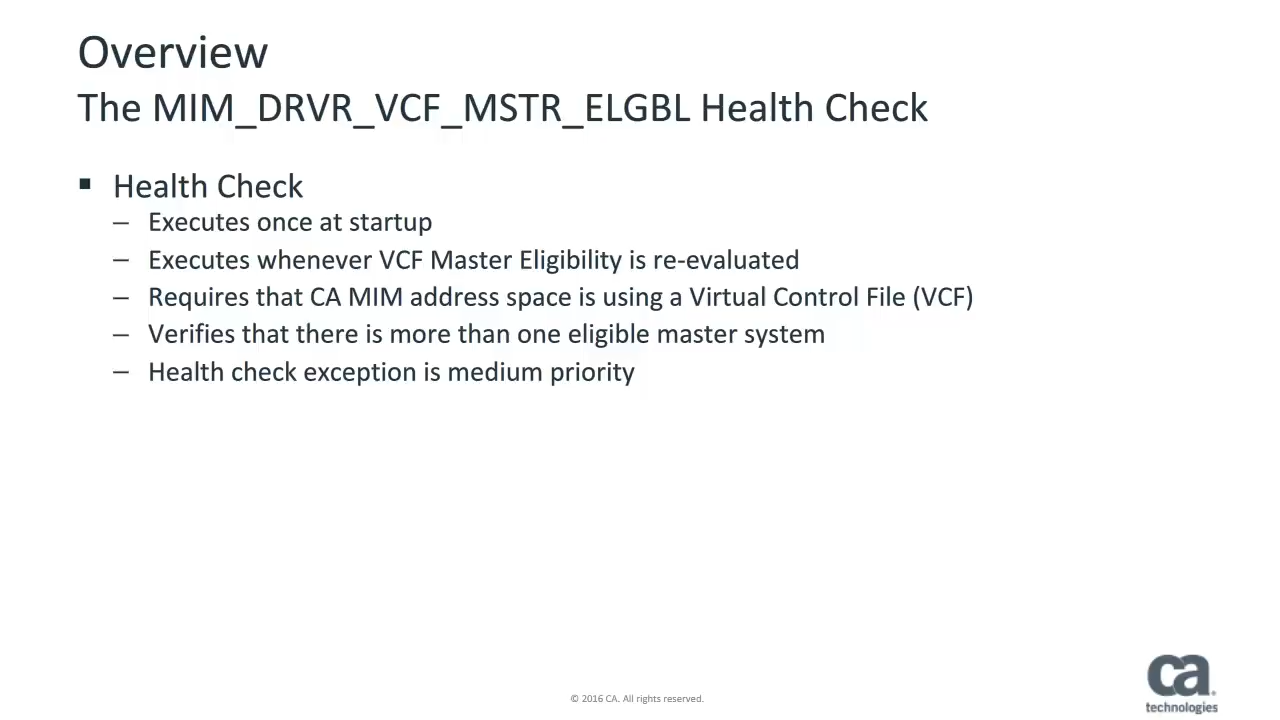 Overview
The MIM_DRVR_VCF_MSTR_ELGBL Health Check
▪ Health Check
– Executes once at startup
– Executes whenever VCF Master Eligibility is re-evaluated
– Requires that CA MIM address space is using a Virtual Control File (VCF)
– Verifies that there is more than one eligible master system
– Health check exception is medium priority
© 2016 CA. All rights reserved.
ca
technologies